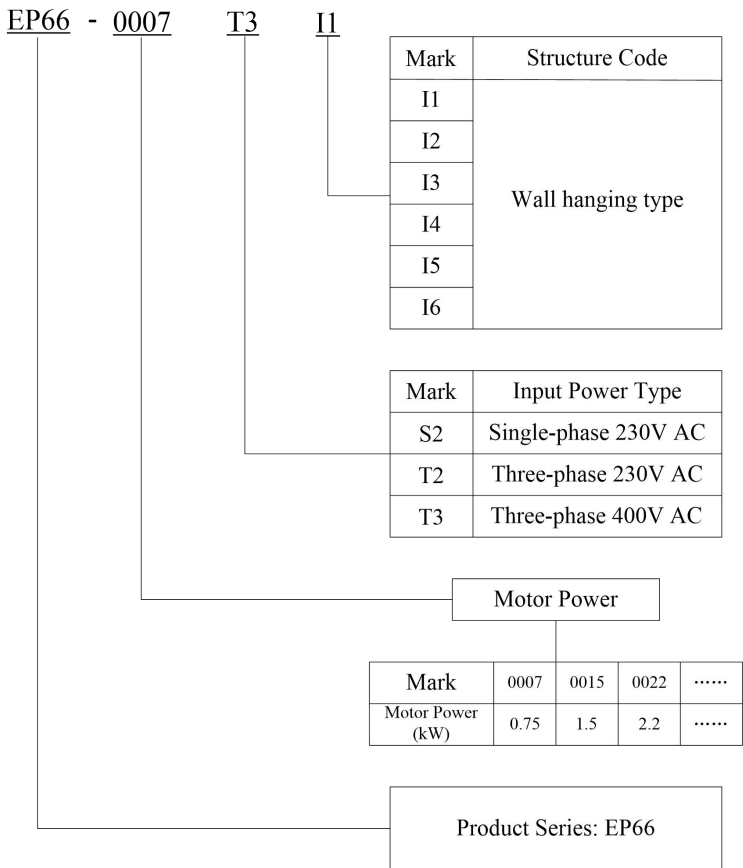 EP66 - 0007 T3 I1
Mark Structure Code
I1
I2
I3
Wall hanging type
I4
I5
I6
Mark Input Power Type
S2 Single-phase 230V AC
T2 Three-phase 230V AC
T3 Three-phase 400V AC
Motor Power
Mark 0007 0015 0022 ······
Motor Power (kW) 0.75 1.5 2.2 ······
Product Series: EP66